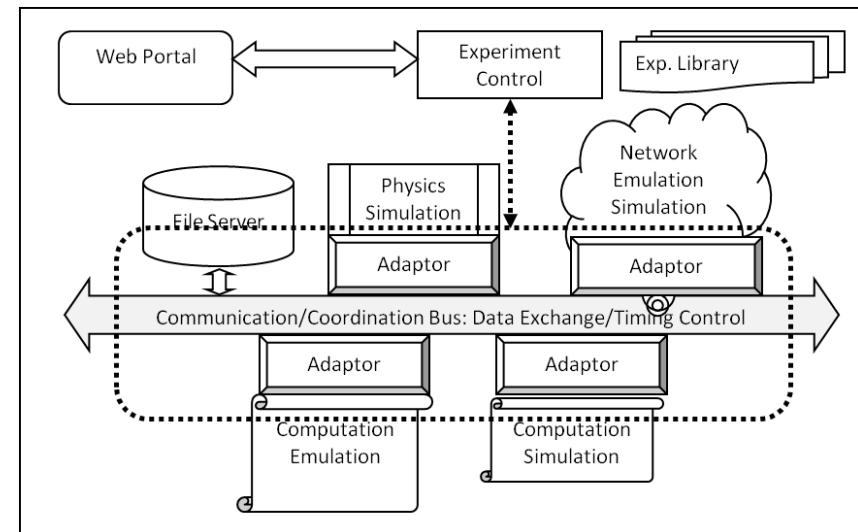 Web Portal
Experiment
Control
Exp. Library
Network
Emulation
Simulation
Physics
Simulation
File Server
Adaptor
Adaptor
Communication/Coordination Bus: Data Exchange/Timing Control
Adaptor
Adaptor
Computation
Emulation
Computation
Simulation